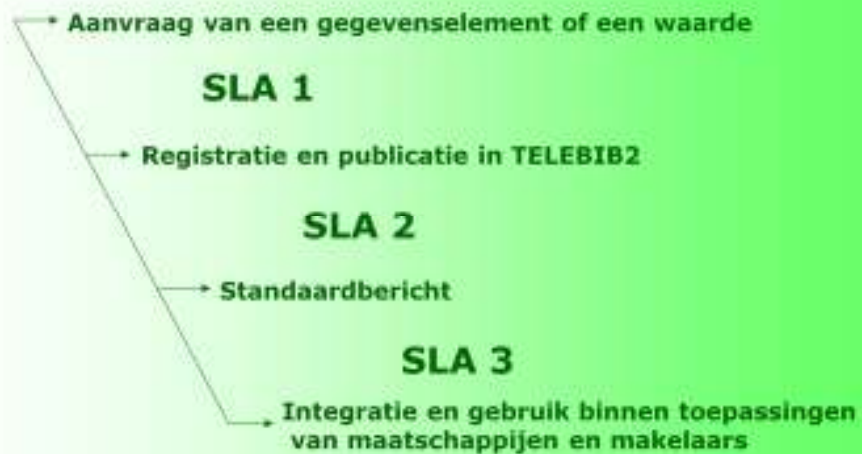 Aanvraag van een gegevenselement of een waarde
SLA 1
Registratie en publicatie in TELEBIB2
SLA 2
Standaardbericht
SLA 3
Integratie en gebruik binnen toepassingen
van maatschappijen en makelaars